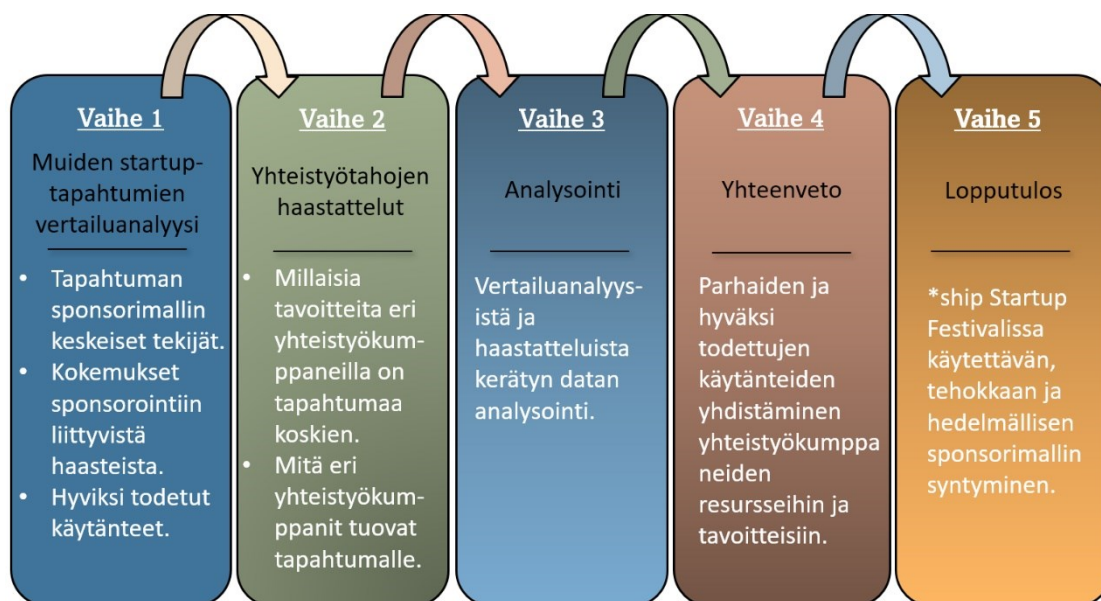 Vaihe 1
Muiden startup-
tapahtumien
vertailuanalyysi
• Tapahtuman
sponsorimallin
keskeiset tekijät.
• Kokemukset
sponsorointiin
liittyvistä
haasteista.
• Hyviksi todetut
käytänteet.
Vaihe 2
Yhteistyötahojen
haastattelut
• Millaisia
tavoitteita eri
yhteistyökum-
ppaneilla on
tapahtumaa
koskien.
• Mitä eri
yhteistyökum-
ppanit tuovat
tapahtumalle.
Vaihe 3
Analysointi
Vertailuanalyys-
istä ja
haastatteluista
kerätyn datan
analysointi.
Vaihe 4
Yhteenveto
Parhaiden ja
hyväksi
todettujen
käytänteiden
yhdistäminen
yhteistyökumppa
neiden
resursseihin ja
tavoitteisiin.
Vaihe 5
Lopputulos
*ship Startup
Festivalissa
käytettävän,
tehokkaan ja
hedelmällisen
sponsorimallin
syntyminen.